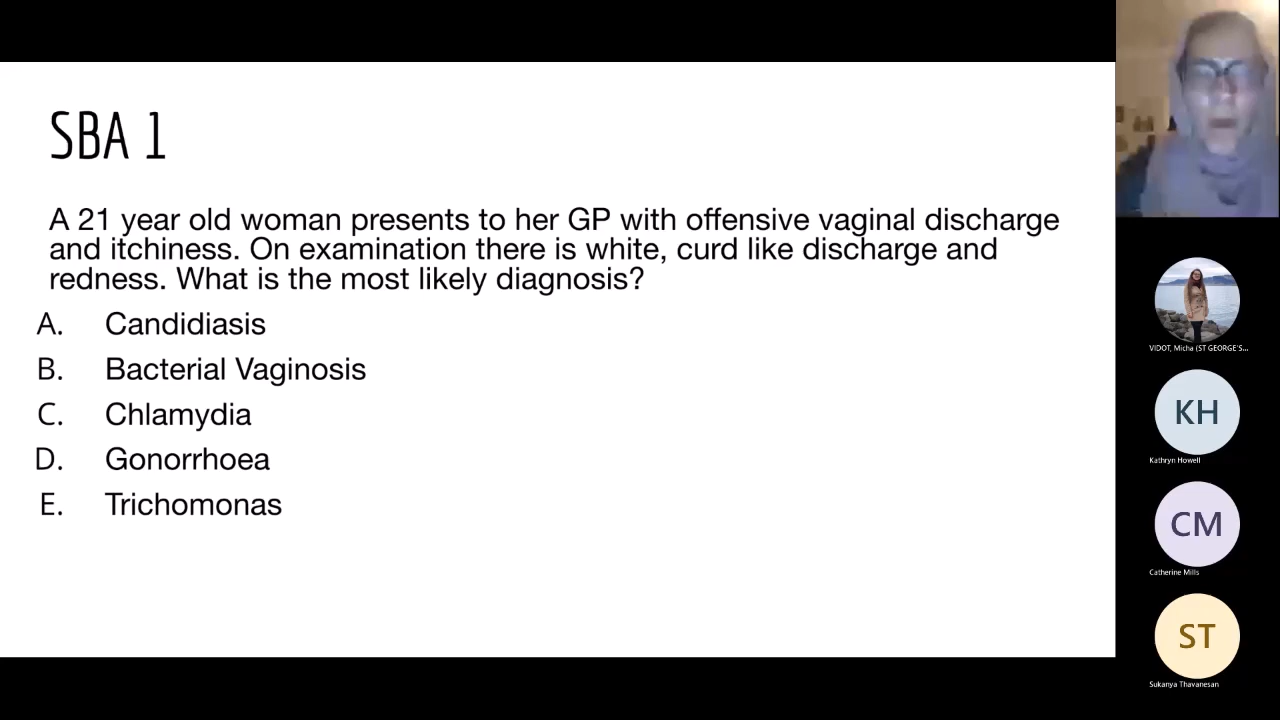 SBA 1
A 21 year old woman presents to her GP with offensive vaginal discharge
and itchiness. On examination there is white, curd like discharge and
redness. What is the most likely diagnosis?
A. Candidiasis
B. Bacterial Vaginosis
C. Chlamydia
D. Gonorrhoea
E. Trichomonas
VIDOT, Micha (ST GEORGE'S...
KH
Kathryn Howell
CM
Catherine Mills
ST
Sukanya Thavanesan